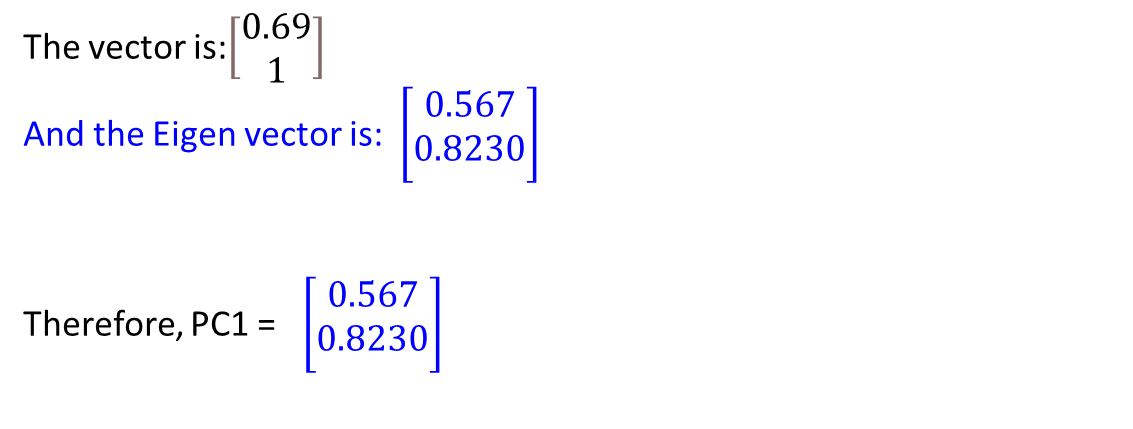 The vector is: [0.69
1]
And the Eigen vector is: [0.567
0.8230]
Therefore, PC1 = [0.567
0.8230]